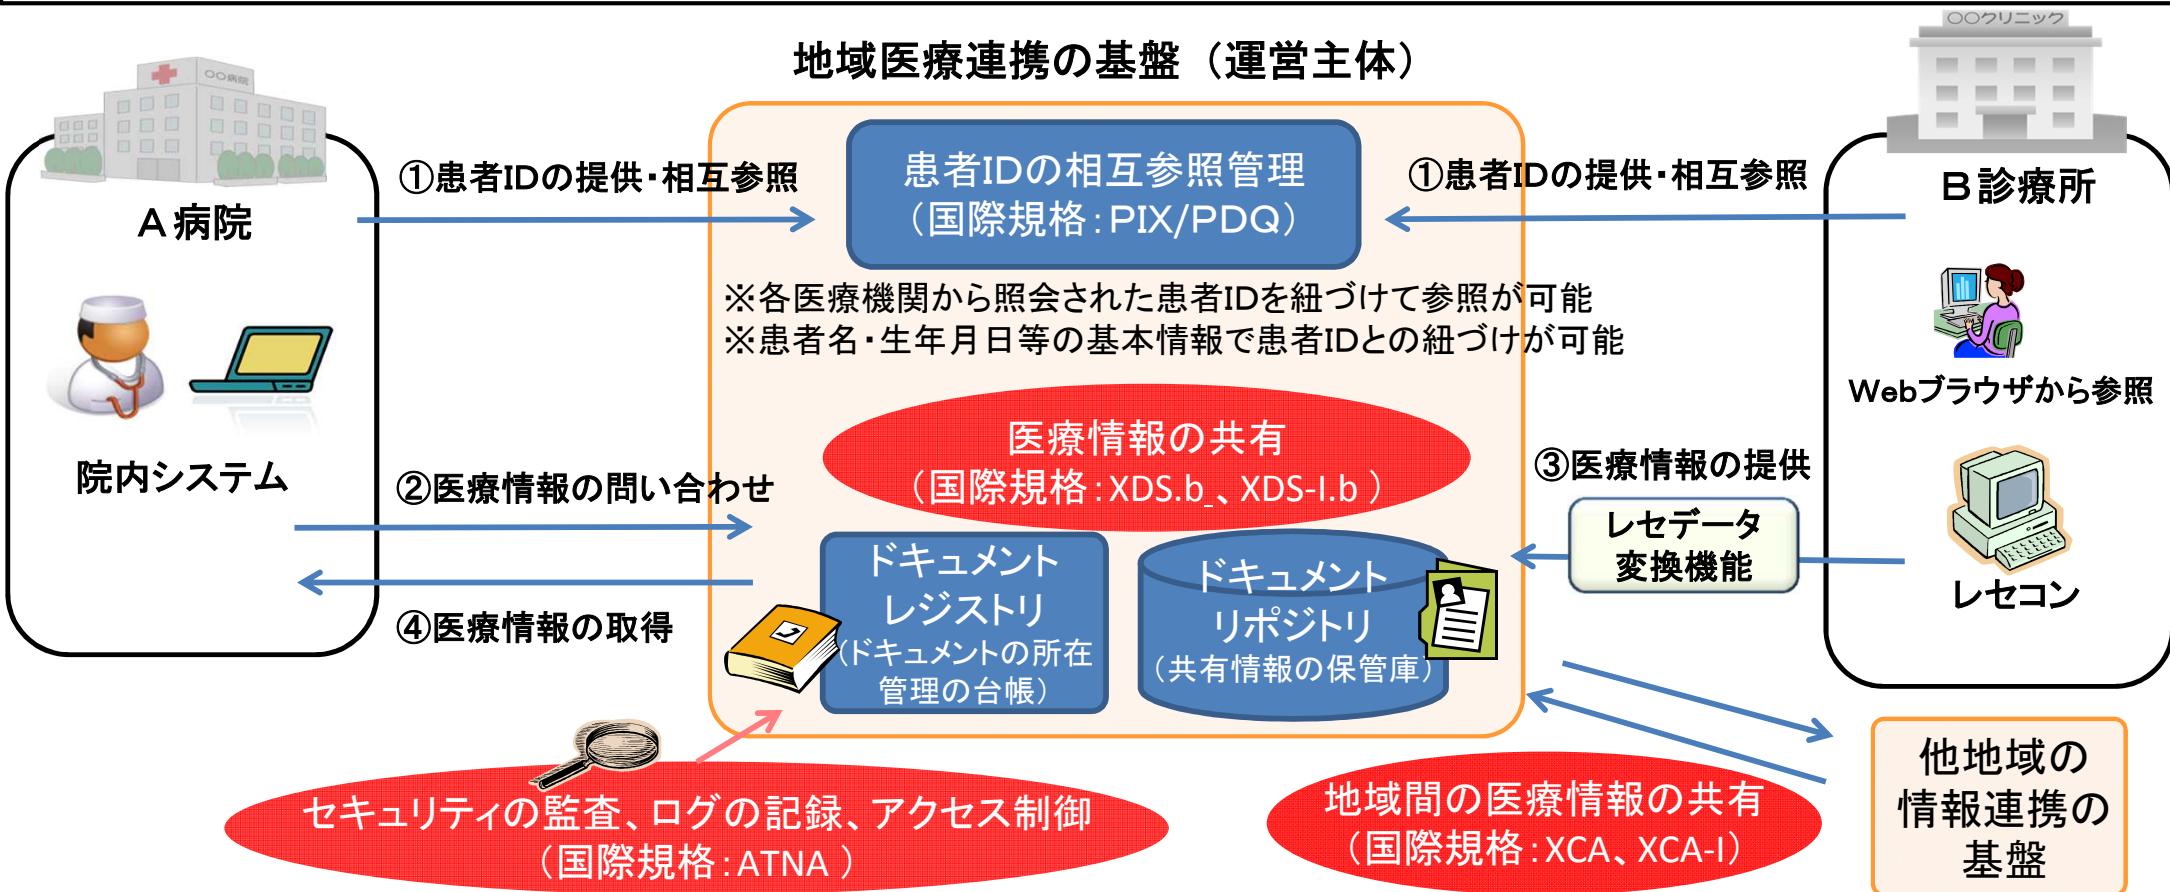 〇〇クリニック
地域医療連携の基盤（運営主体）
〇〇病院
A病院
①患者IDの提供・相互参照
患者IDの相互参照管理
（国際規格：PIX/PDQ）
①患者IDの提供・相互参照
B診療所
※各医療機関から照会された患者IDを紐づけて参照が可能
※患者名・生年月日等の基本情報で患者IDとの紐づけが可能
Webブラウザから参照
医療情報の共有
（国際規格：XDS.b_、XDS-I.b ）
院内システム
②医療情報の問い合わせ
③医療情報の提供
レセデータ
変換機能
レセコン
④医療情報の取得
ドキュメント
レジストリ
（ドキュメントの所在
管理の台帳）
ドキュメント
リポジトリ
（共有情報の保管庫）
セキュリティの監査、ログの記録、アクセス制御
（国際規格：ATNA ）
地域間の医療情報の共有
（国際規格：XCA、XCA-I）
他地域の
情報連携の
基盤